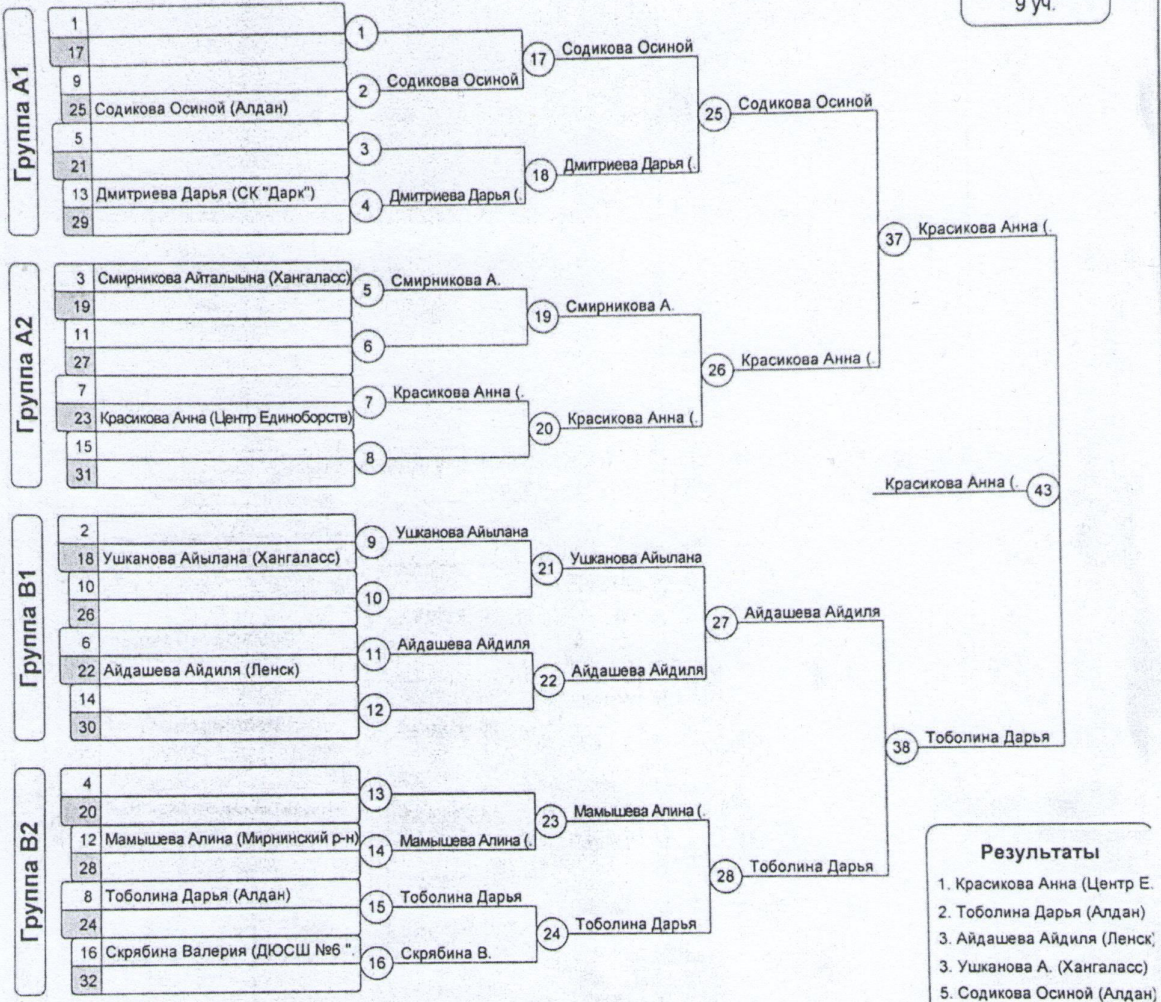 9 уч.
Группа A1
1
17
9
25 Содикова Осиной (Алдан)
5
21
13 Дмитриева Дарья (СК "Дарк")
29
1
2 Содикова Осиной
3
4 Дмитриева Дарья (.
17 Содикова Осиной
18 Дмитриева Дарья (.
25 Содикова Осиной
Группа A2
3 Смирникова Айталыына (Хангаласс)
19
11
27
7
23 Красикова Анна (Центр Единоборств)
15
31
5 Смирникова А.
6
7 Красикова Анна (.
8
19 Смирникова А.
20 Красикова Анна (.
26 Красикова Анна (.
37 Красикова Анна (.
Красикова Анна (. 43
Группа B1
2
18 Ушканова Айылана (Хангаласс)
10
26
6
22 Айдашева Айдиля (Ленск)
14
30
9 Ушканова Айылана
10
11 Айдашева Айдиля
12
21 Ушканова Айылана
22 Айдашева Айдиля
27 Айдашева Айдиля
Группа B2
4
20
12 Мамышева Алина (Мирнинский р-н)
28
8 Тоболина Дарья (Алдан)
24
16 Скрябина Валерия (ДЮСШ №6 ".
32
13
14 Мамышева Алина (.
15 Тоболина Дарья
16 Скрябина В.
23 Мамышева Алина (.
24 Тоболина Дарья
28 Тоболина Дарья
38 Тоболина Дарья
Результаты
1. Красикова Анна (Центр Е.
2. Тоболина Дарья (Алдан)
3. Айдашева Айдиля (Ленск)
3. Ушканова А. (Хангаласс)
5. Содикова Осиной (Алдан)